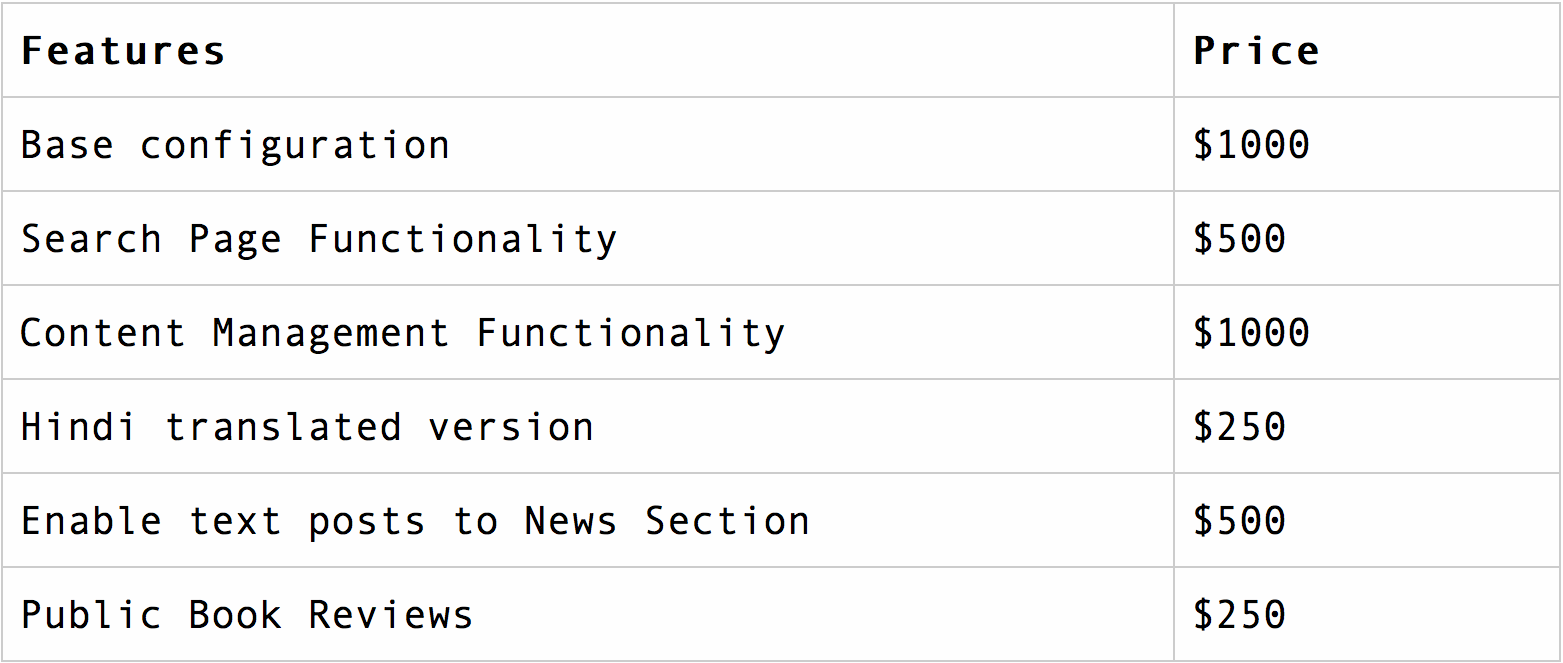 Features Price
Base configuration $1000
Search Page Functionality $500
Content Management Functionality $1000
Hindi translated version $250
Enable text posts to News Section $500
Public Book Reviews $250